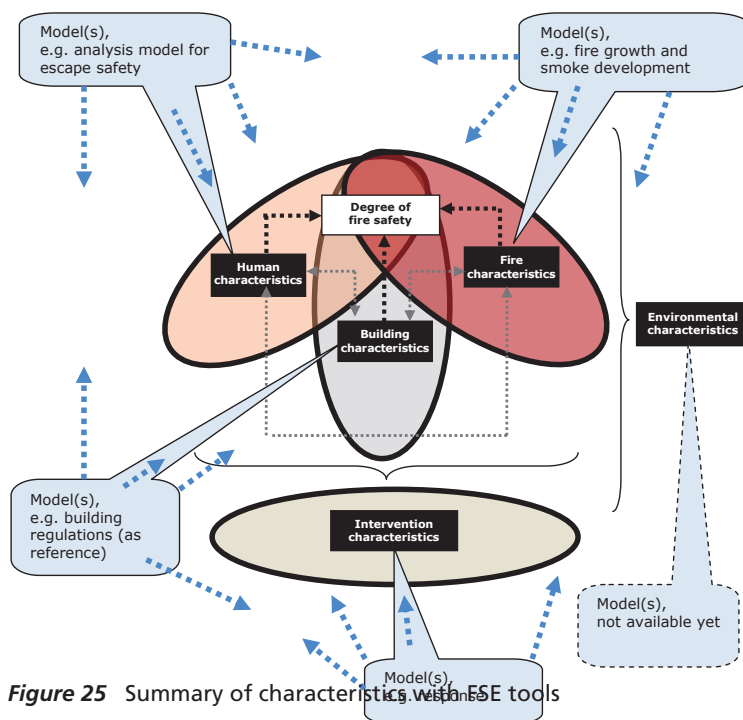 Model(s),
e.g. analysis model for
escape safety
Model(s),
e.g. fire growth and
smoke development
Degree of
fire safety
Human
characteristics
Fire
characteristics
Building
characteristics
Environmental
characteristics
Model(s),
e.g. building
regulations (as
reference)
Intervention
characteristics
Model(s),
not available yet
Model(s),
e.g. response
Figure 25 Summary of characteristics with FSE tools